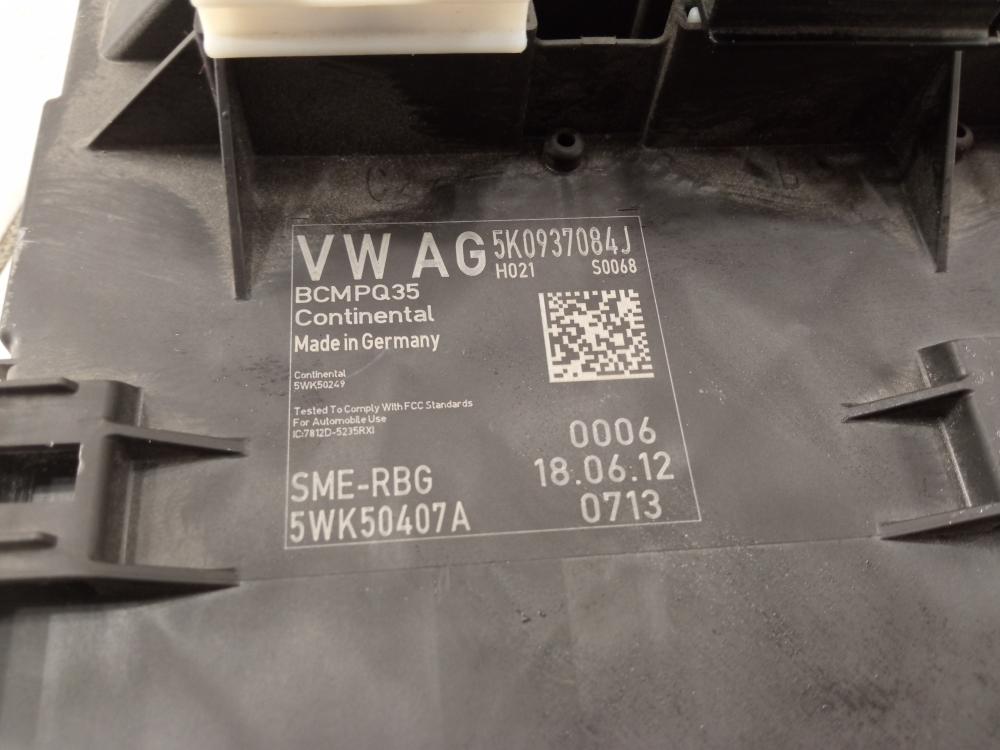 VW AG 5K0937084J
H021 S0068
BCMPQ35
Continental
Made in Germany
Continental
5WK50249
Tested To Comply With FCC Standards
For Automobile Use
IC:7812D-5235RXI
0006
SME-RBG 18.06.12
5WK50407A 0713